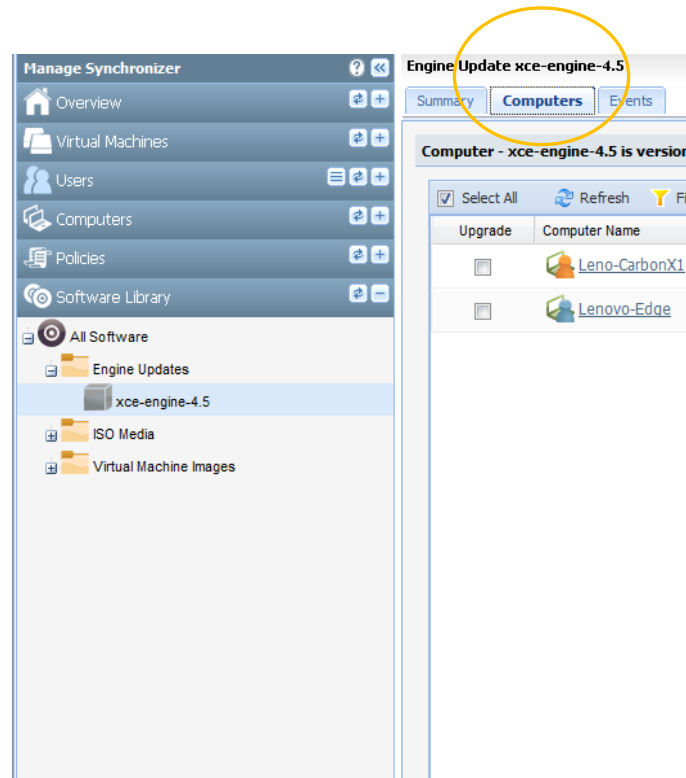 Manage Synchronizer
Overview
Virtual Machines
Users
Computers
Policies
Software Library
All Software
Engine Updates
xce-engine-4.5
ISO Media
Virtual Machine Images
Engine Update xce-engine-4.5
Summary Computers Events
Computer - xce-engine-4.5 is version
Select All Refresh Fi
Upgrade Computer Name
Leno-CarbonX1
Lenovo-Edge